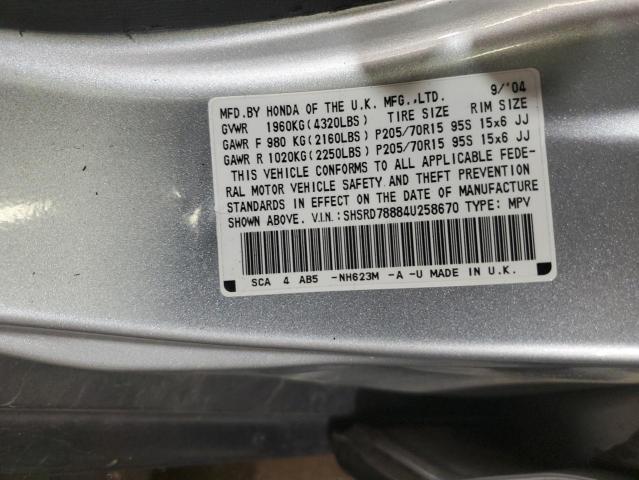 MFD.BY HONDA OF THE U.K. MFG.,LTD. 9/'04
GVWR 1960KG(4320LBS) TIRE SIZE RIM SIZE
GAWR F 980 KG(2160LBS) P205/70R15 95S 15x6 JJ
GAWR R 1020KG(2250LBS) P205/70R15 95S 15x6 JJ
THIS VEHICLE CONFORMS TO ALL APPLICABLE FEDE-
RAL MOTOR VEHICLE SAFETY AND THEFT PREVENTION
STANDARDS IN EFFECT ON THE DATE OF MANUFACTURE
SHOWN ABOVE. V.I.N.:SHSRD78884U258670 TYPE: MPV
SCA 4 AB5 -NH623M -A -U MADE IN U.K.